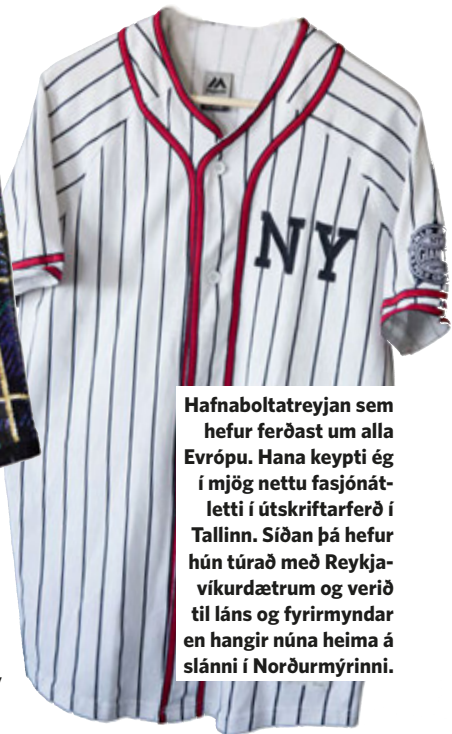 NY
Hafnaboltatreyjan sem
hefur ferðast um alla
Evrópu. Hana keypti ég
í mjög nettu fasjónát-
letti í útskriftarferð í
Tallinn. Síðan þá hefur
hún túrað með Reykja-
víkurdætrum og verið
til láns og fyrirmyndar
en hangir núna heima á
slánni í Norðurmýrinni.